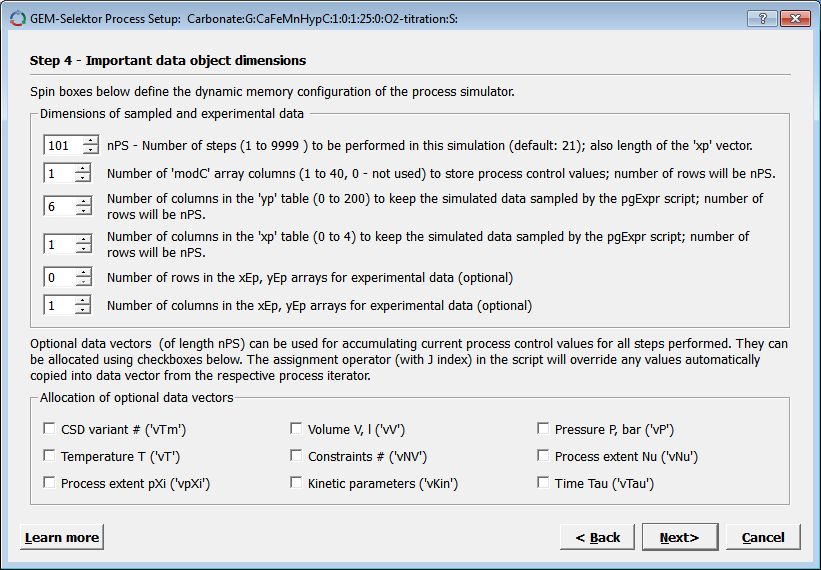 GEM-Selektor Process Setup:  Carbonate:G:CaFeMnHypC:1:0:1:25:0:O2-titration:S:
Step 4 - Important data object dimensions
Spin boxes below define the dynamic memory configuration of the process simulator.
Dimensions of sampled and experimental data
101 nPS - Number of steps (1 to 9999 ) to be performed in this simulation (default: 21); also length of the 'xp' vector.
1 Number of 'modC' array columns (1 to 40, 0 - not used) to store process control values; number of rows will be nPS.
6 Number of columns in the 'yp' table (0 to 200) to keep the simulated data sampled by the pgExpr script; number of
rows will be nPS.
1 Number of columns in the 'xp' table (0 to 4) to keep the simulated data sampled by the pgExpr script; number of
rows will be nPS.
0 Number of rows in the xEp, yEp arrays for experimental data (optional)
1 Number of columns in the xEp, yEp arrays for experimental data (optional)
Optional data vectors  (of length nPS) can be used for accumulating current process control values for all steps performed. They can
be allocated using checkboxes below. The assignment operator (with J index) in the script will override any values automatically
copied into data vector from the respective process iterator.
Allocation of optional data vectors
CSD variant # ('vTm') Volume V, l ('vV') Pressure P, bar ('vP')
Temperature T ('vT') Constraints # ('vNV') Process extent Nu ('vNu')
Process extent pXi ('vpXi') Kinetic parameters ('vKin') Time Tau ('vTau')
Learn more < Back Next> Cancel